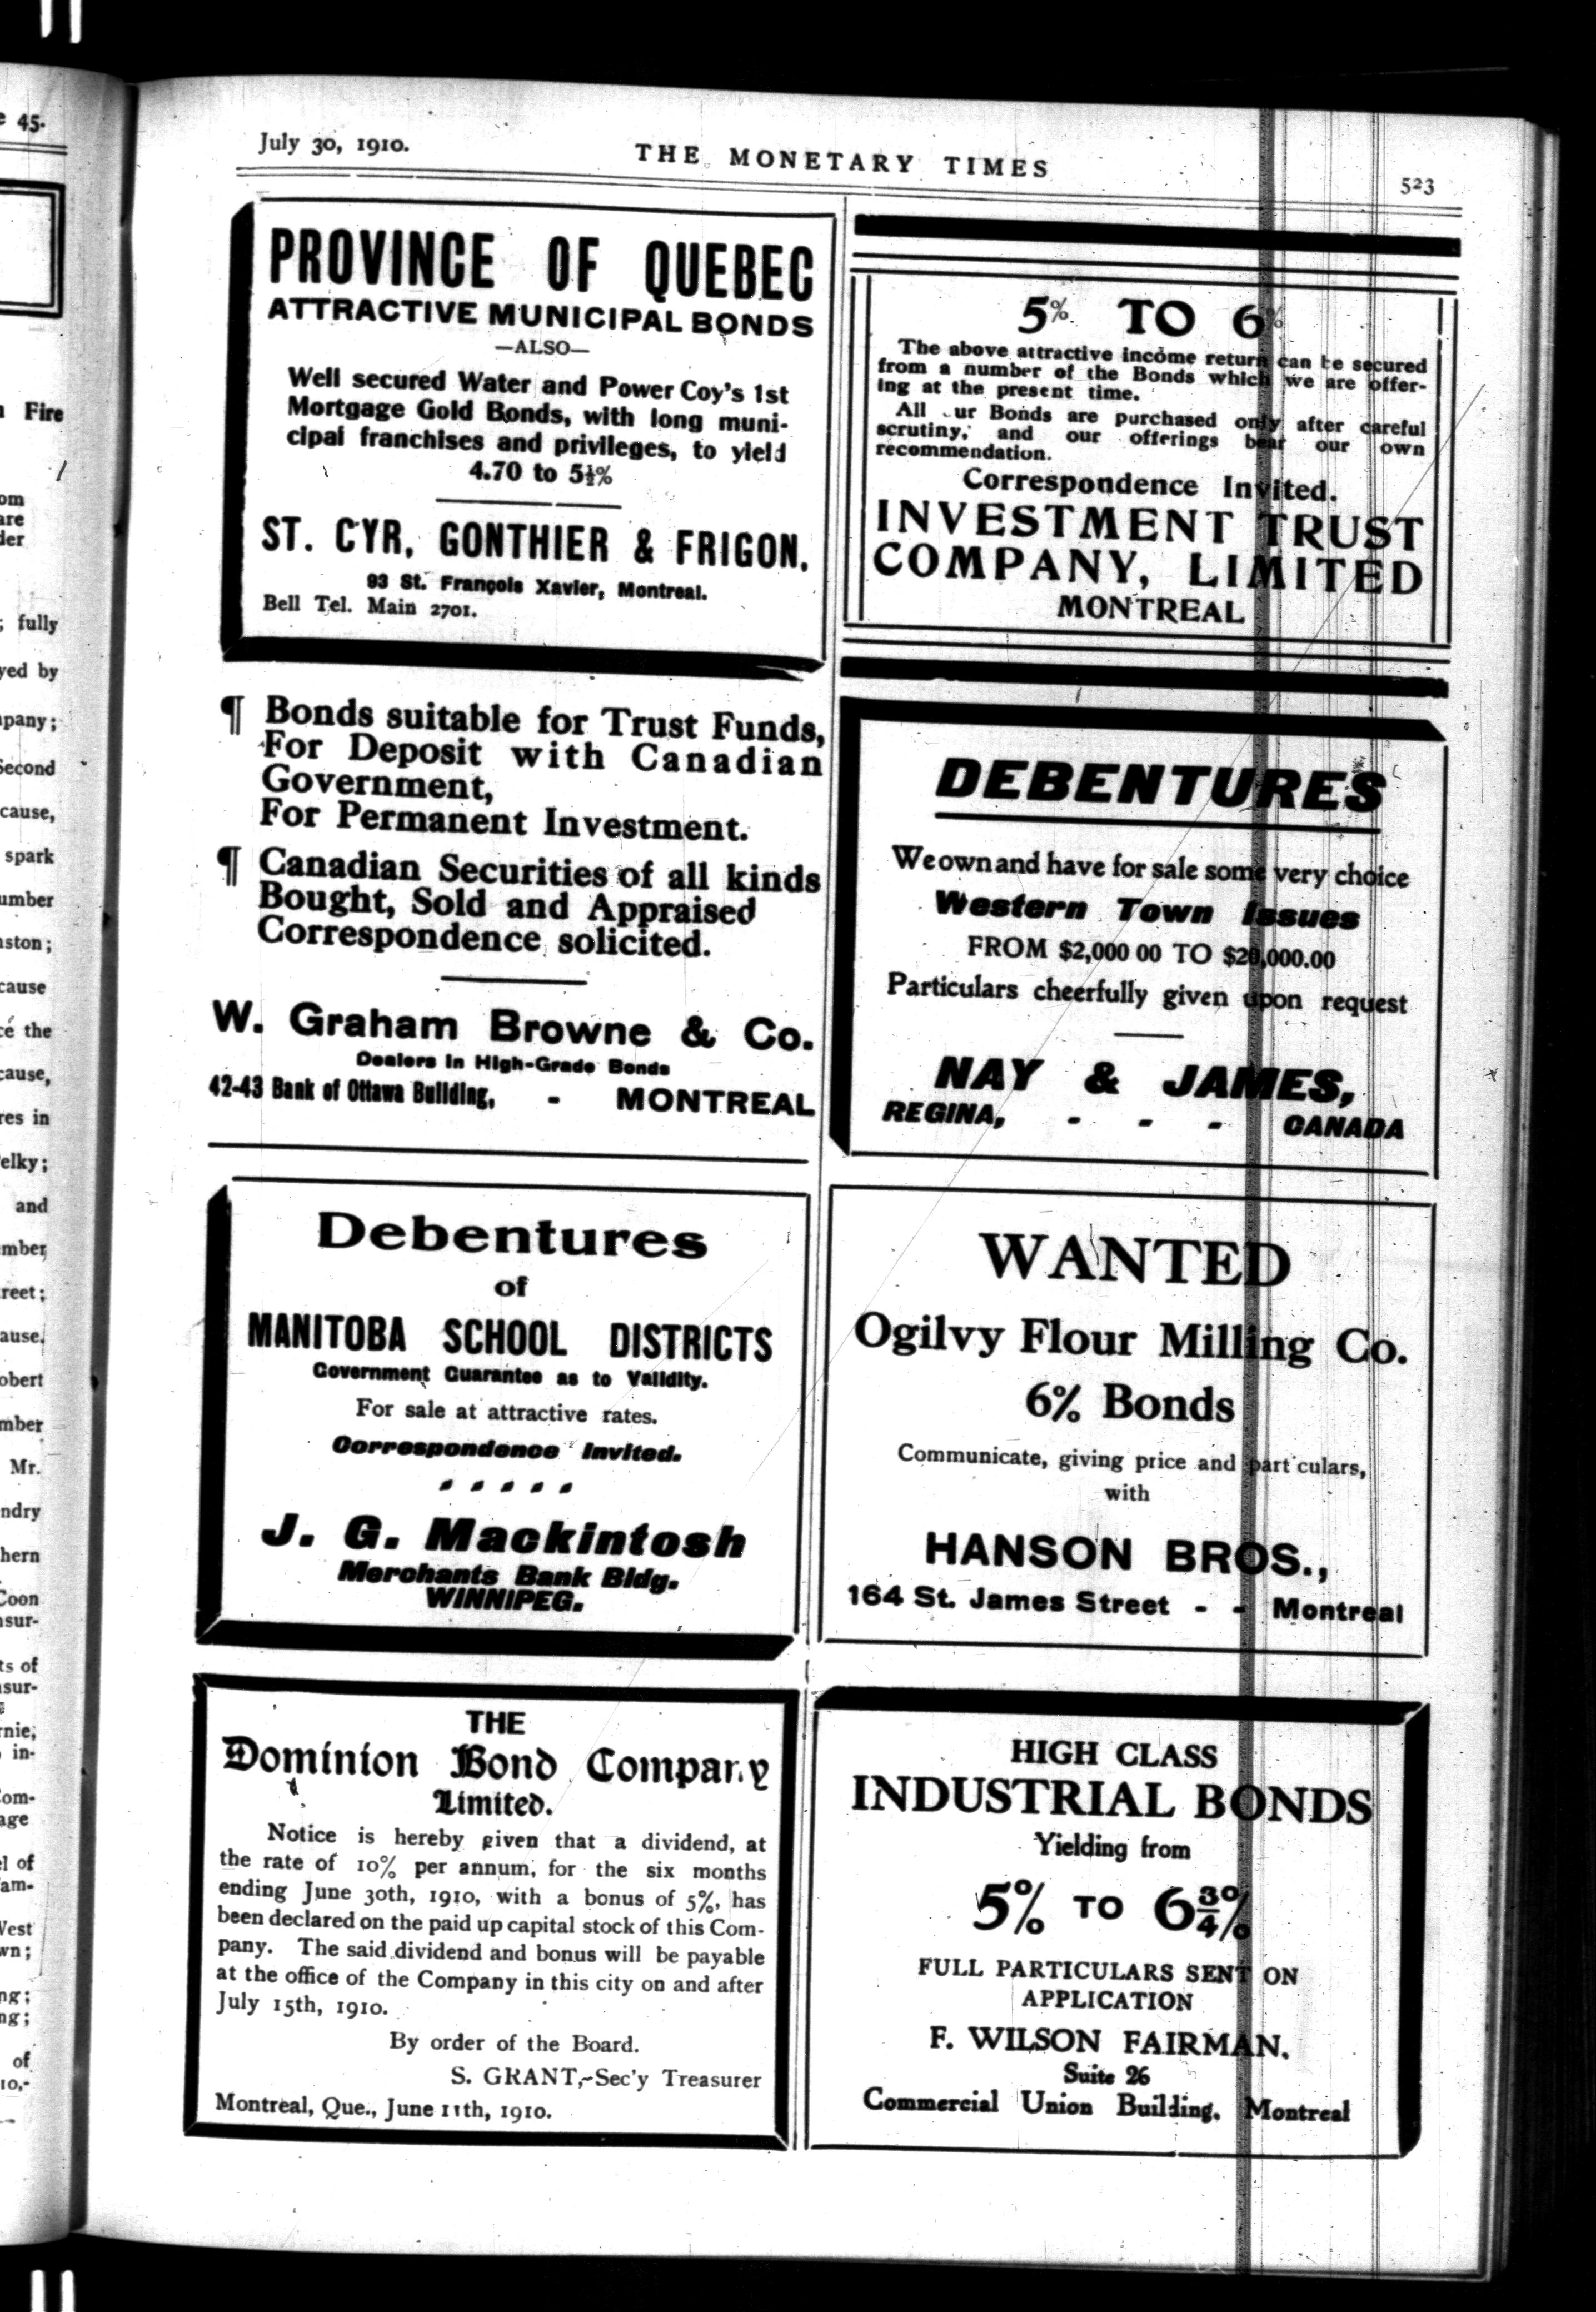 July 30, 1910.
THE MONETARY TIMES
523
PROVINCE OF QUEBEC
ATTRACTIVE MUNICIPAL BONDS
—ALSO—
Well secured Water and Power Coy's 1st
Mortgage Gold Bonds, with long muni-
cipal franchises and privileges, to yield
4.70 to 5½%
ST. CYR, GONTHIER & FRIGON.
93 St. François Xavier, Montreal.
Bell Tel. Main 2701.
¶ Bonds suitable for Trust Funds,
For Deposit with Canadian
Government,
For Permanent Investment.
¶ Canadian Securities of all kinds
Bought, Sold and Appraised
Correspondence solicited.
W. Graham Browne & Co.
Dealers in High-Grade Bonds
42-43 Bank of Ottawa Building, - MONTREAL
Debentures
of
MANITOBA SCHOOL DISTRICTS
Government Guarantee as to Validity.
For sale at attractive rates.
Correspondence Invited.
J. G. Mackintosh
Merchants Bank Bldg.
WINNIPEG.
THE
Dominion Bond Company
Limited.
Notice is hereby given that a dividend, at
the rate of 10% per annum, for the six months
ending June 30th, 1910, with a bonus of 5%, has
been declared on the paid up capital stock of this Com-
pany. The said dividend and bonus will be payable
at the office of the Company in this city on and after
July 15th, 1910.
By order of the Board.
S. GRANT,-Sec'y Treasurer
Montreal, Que., June 11th, 1910.
5% TO 6%
The above attractive income return can be secured
from a number of the Bonds which we are offer-
ing at the present time.
All ur Bonds are purchased only after careful
scrutiny, and our offerings bear our own
recommendation.
Correspondence Invited.
INVESTMENT TRUST
COMPANY, LIMITED
MONTREAL
DEBENTURES
We own and have for sale some very choice
Western Town Issues
FROM $2,000 00 TO $20,000.00
Particulars cheerfully given upon request
NAY & JAMES,
REGINA, - - - CANADA
WANTED
Ogilvy Flour Milling Co.
6% Bonds
Communicate, giving price and part culars,
with
HANSON BROS.,
164 St. James Street - - Montreal
HIGH CLASS
INDUSTRIAL BONDS
Yielding from
5% TO 6¾%
FULL PARTICULARS SENT ON
APPLICATION
F. WILSON FAIRMAN.
Suite 26
Commercial Union Building, Montreal